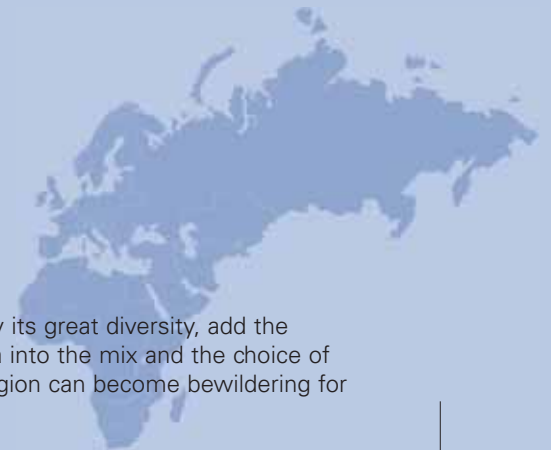 y its great diversity, add the
into the mix and the choice of
gion can become bewildering for